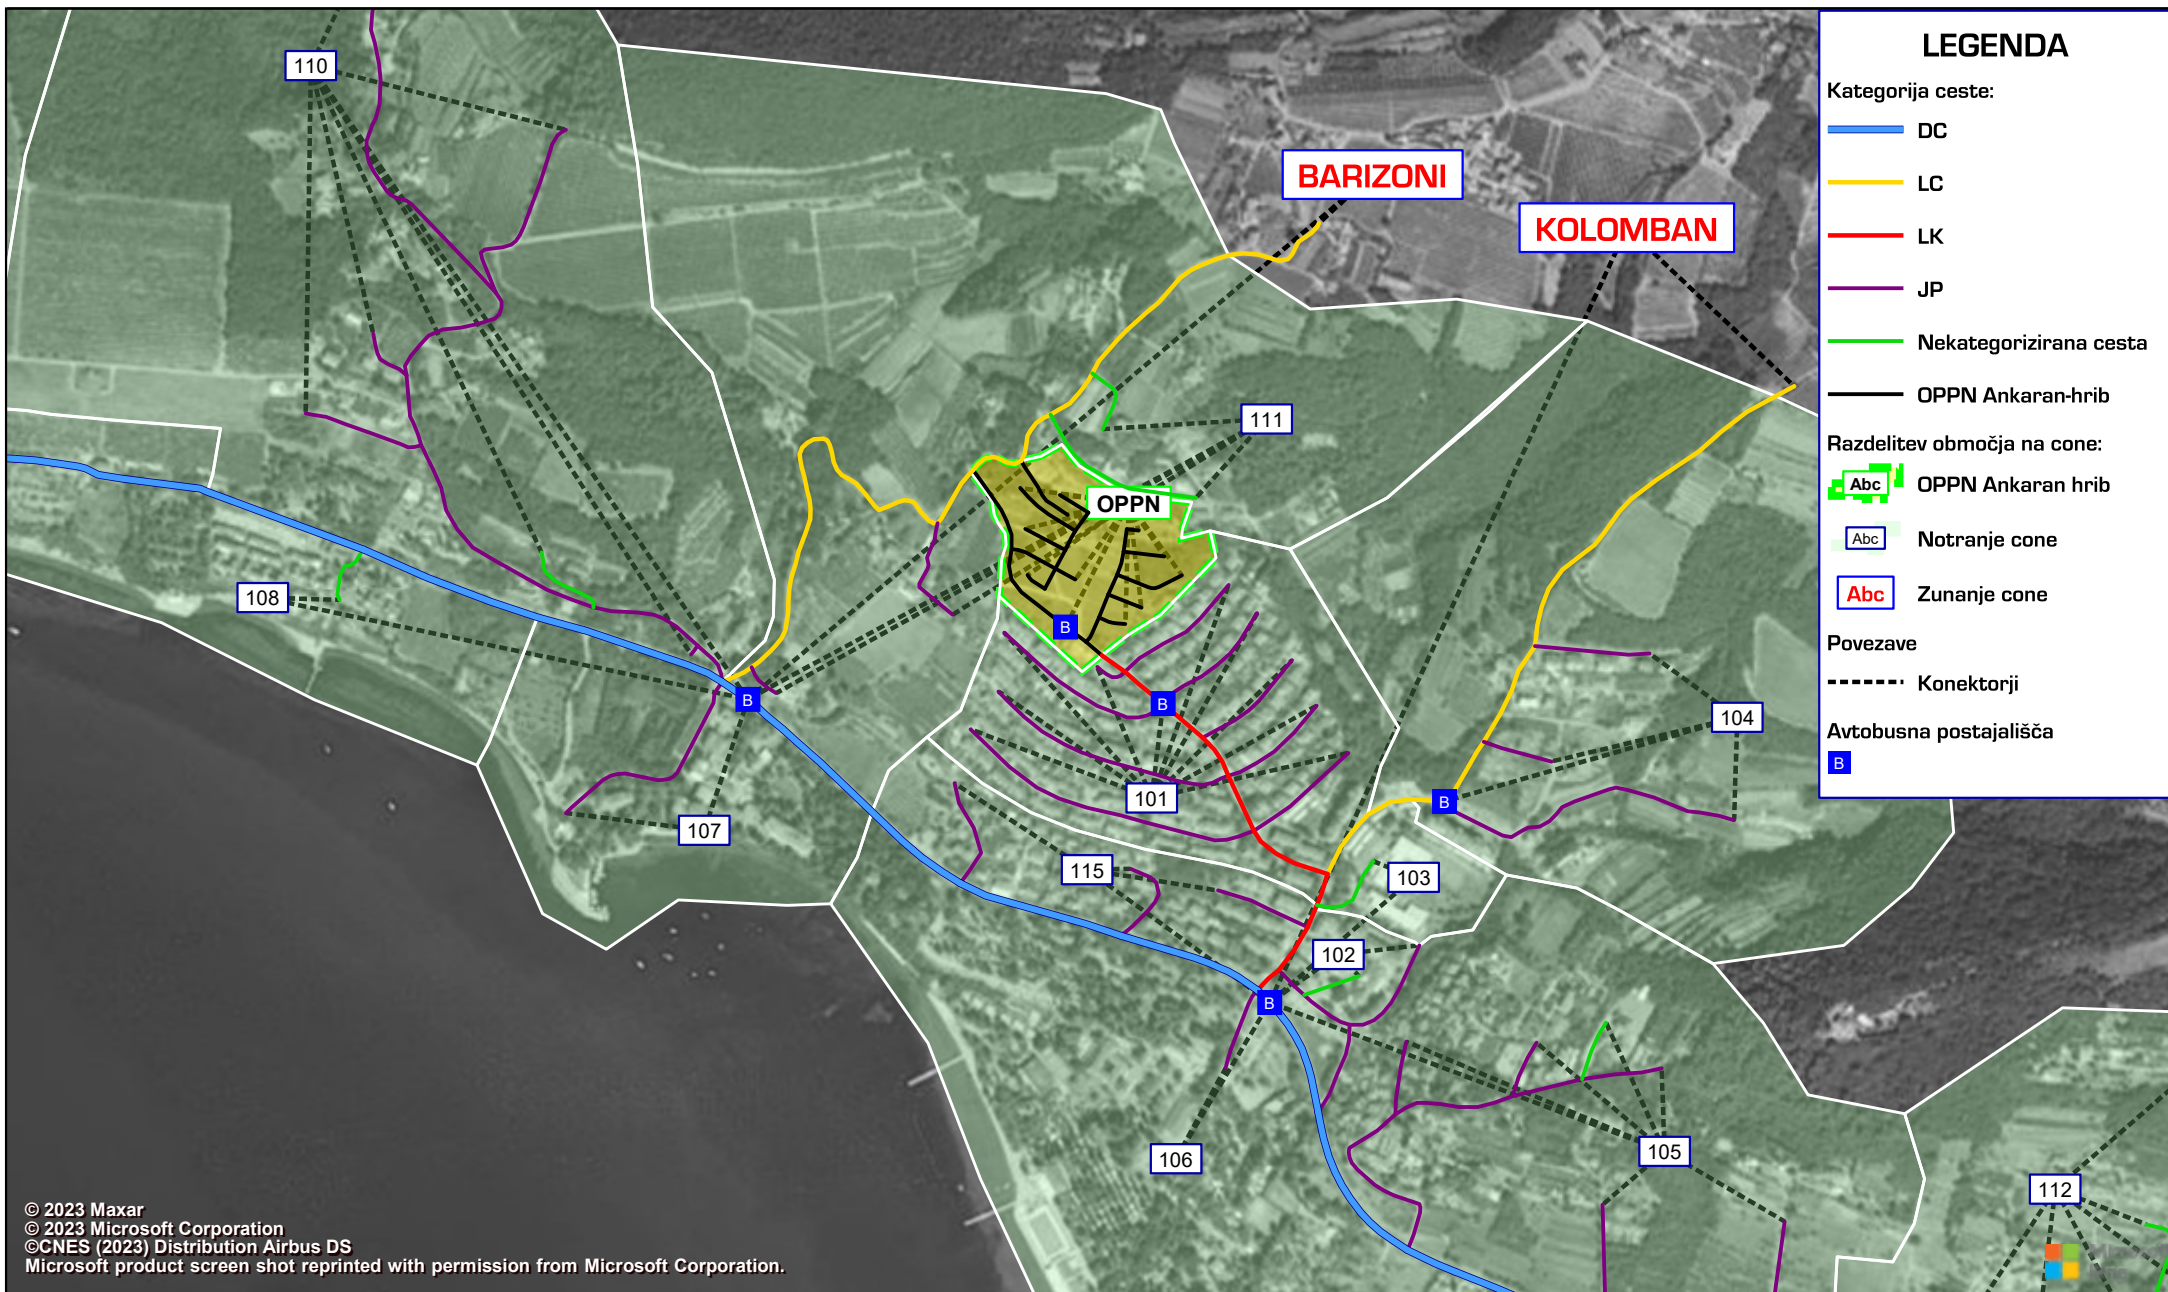 110
BARIZONI
KOLOMBAN
111
OPPN
108
B
B
B
104
B
101
107
115
103
102
B
106
105
112
LEGENDA
Kategorija ceste:
DC
LC
LK
JP
Nekategorizirana cesta
OPPN Ankaran-hrib
Razdelitev območja na cone:
Abc OPPN Ankaran hrib
Abc Notranje cone
Abc Zunanje cone
Povezave
Konektorji
Avtobusna postajališča
B
© 2023 Maxar
© 2023 Microsoft Corporation
©CNES (2023) Distribution Airbus DS
Microsoft product screen shot reprinted with permission from Microsoft Corporation.